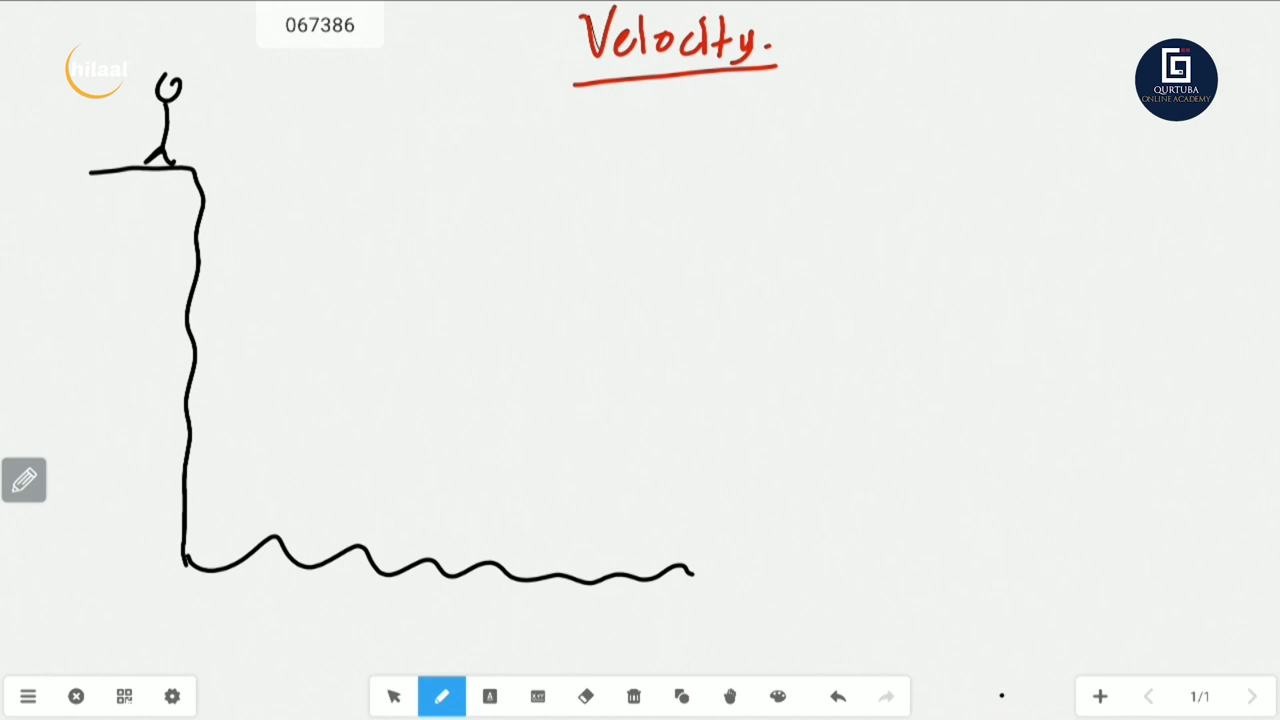 067386
Velocity.
hilaal
QURTUBA
ONLINE ACADEMY
1/1